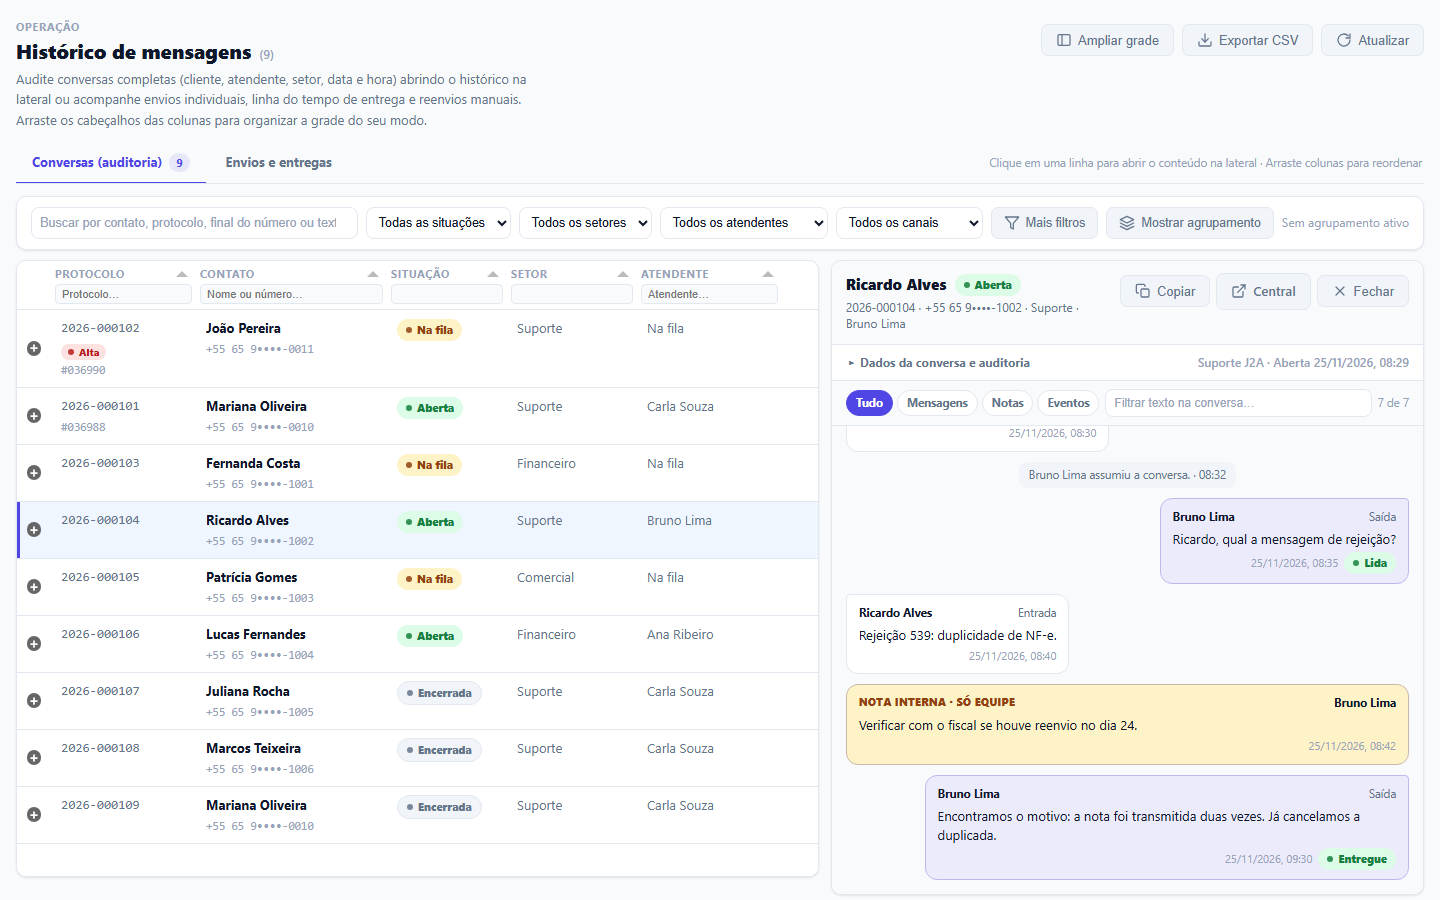 OPERAÇÃO
Histórico de mensagens (9)
Audite conversas completas (cliente, atendente, setor, data e hora) abrindo o histórico na
lateral ou acompanhe envios individuais, linha do tempo de entrega e reenvios manuais.
Arraste os cabeçalhos das colunas para organizar a grade do seu modo.
Ampliar grade
Exportar CSV
Atualizar
Conversas (auditoria) 9
Envios e entregas
Clique em uma linha para abrir o conteúdo na lateral · Arraste colunas para reordenar
Buscar por contato, protocolo, final do número ou text
Todas as situações
Todos os setores
Todos os atendentes
Todos os canais
Mais filtros
Mostrar agrupamento
Sem agrupamento ativo
PROTOCOLO CONTATO SITUAÇÃO SETOR ATENDENTE
Protocolo... Nome ou número... Atendente...
2026-000102 João Pereira Na fila Suporte Na fila
Alta +55 65 9••••-0011
#036990
2026-000101 Mariana Oliveira Aberta Suporte Carla Souza
#036988 +55 65 9••••-0010
2026-000103 Fernanda Costa Na fila Financeiro Na fila
+55 65 9••••-1001
2026-000104 Ricardo Alves Aberta Suporte Bruno Lima
+55 65 9••••-1002
2026-000105 Patrícia Gomes Na fila Comercial Na fila
+55 65 9••••-1003
2026-000106 Lucas Fernandes Aberta Financeiro Ana Ribeiro
+55 65 9••••-1004
2026-000107 Juliana Rocha Encerrada Suporte Carla Souza
+55 65 9••••-1005
2026-000108 Marcos Teixeira Encerrada Suporte Carla Souza
+55 65 9••••-1006
2026-000109 Mariana Oliveira Encerrada Suporte Carla Souza
+55 65 9••••-0010
Ricardo Alves Aberta
2026-000104 · +55 65 9••••-1002 · Suporte ·
Bruno Lima
Copiar
Central
Fechar
Dados da conversa e auditoria
Suporte J2A · Aberta 25/11/2026, 08:29
Tudo Mensagens Notas Eventos Filtrar texto na conversa... 7 de 7
25/11/2026, 08:30
Bruno Lima assumiu a conversa. · 08:32
Bruno Lima Saída
Ricardo, qual a mensagem de rejeição?
25/11/2026, 08:35 Lida
Ricardo Alves Entrada
Rejeição 539: duplicidade de NF-e.
25/11/2026, 08:40
NOTA INTERNA · SÓ EQUIPE Bruno Lima
Verificar com o fiscal se houve reenvio no dia 24.
25/11/2026, 08:42
Bruno Lima Saída
Encontramos o motivo: a nota foi transmitida duas vezes. Já cancelamos a
duplicada.
25/11/2026, 09:30 Entregue